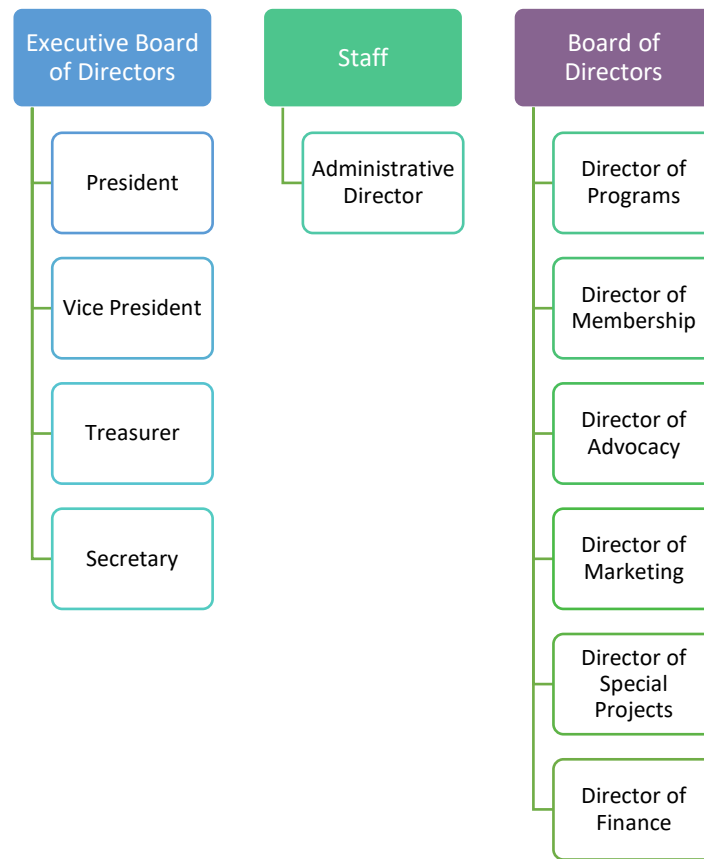 Executive Board
of Directors
President
Vice President
Treasurer
Secretary
Staff
Administrative
Director
Board of
Directors
Director of
Programs
Director of
Membership
Director of
Advocacy
Director of
Marketing
Director of
Special
Projects
Director of
Finance